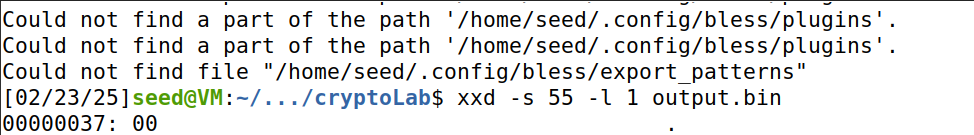 Could not find a part of the path '/home/seed/.config/bless/plugins'.
Could not find a part of the path '/home/seed/.config/bless/plugins'.
Could not find file "/home/seed/.config/bless/export_patterns"
[02/23/25]seed@VM:~/.../cryptoLab$ xxd -s 55 -l 1 output.bin
00000037: 00                                       .